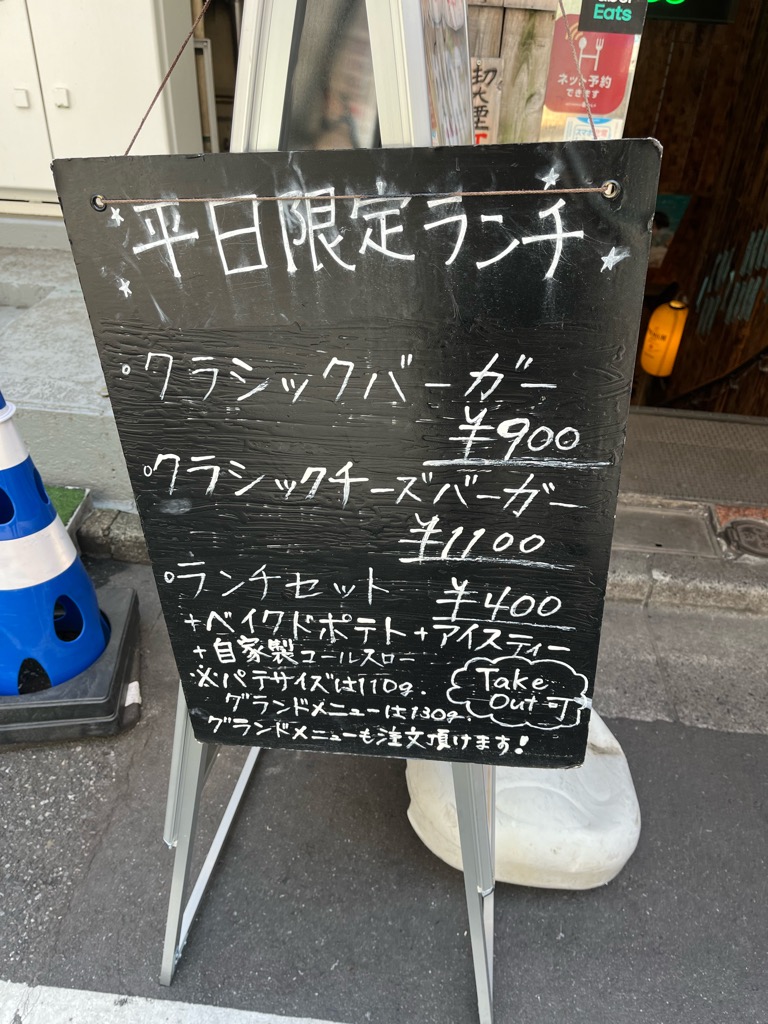 Uber
Eats
ネット予約
できます
平日限定ランチ
○クラシックバーガー
¥900
○クラシックチーズバーガー
¥1100
○ランチセット ¥400
+ベイクドポテト+アイスティー
+自家製コールスロー
※パテサイズは110g.
グランドメニューは130g.
グランドメニューも注文頂けます!
Take
Out 可